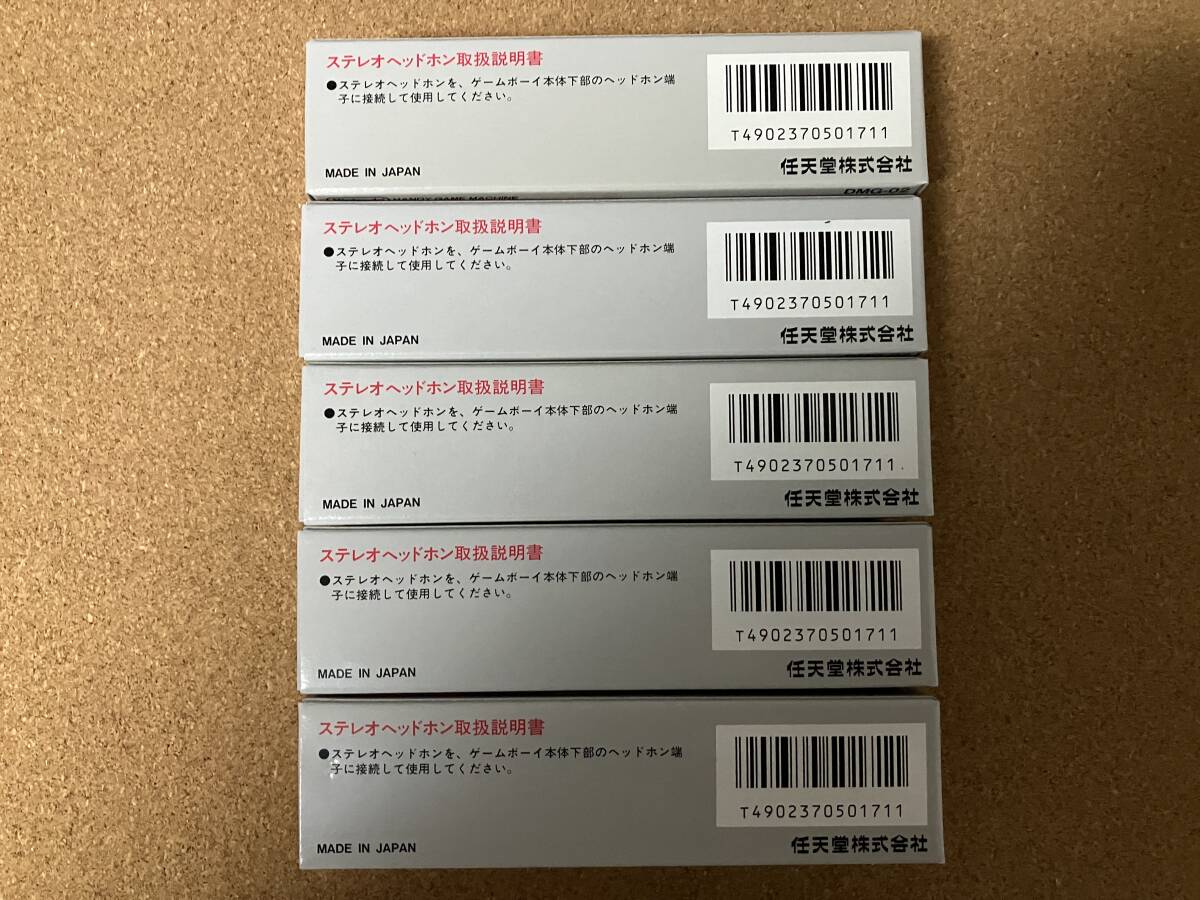 ステレオヘッドホン取扱説明書
●ステレオヘッドホンを、ゲームボーイ本体下部のヘッドホン端
子に接続して使用してください。
T4902370501711
MADE IN JAPAN
任天堂株式会社
HANDY GAME MACHINE
DMG-02
ステレオヘッドホン取扱説明書
●ステレオヘッドホンを、ゲームボーイ本体下部のヘッドホン端
子に接続して使用してください。
T4902370501711
MADE IN JAPAN
任天堂株式会社
ステレオヘッドホン取扱説明書
●ステレオヘッドホンを、ゲームボーイ本体下部のヘッドホン端
子に接続して使用してください。
T4902370501711
MADE IN JAPAN
任天堂株式会社
ステレオヘッドホン取扱説明書
●ステレオヘッドホンを、ゲームボーイ本体下部のヘッドホン端
子に接続して使用してください。
T4902370501711
MADE IN JAPAN
任天堂株式会社
ステレオヘッドホン取扱説明書
●ステレオヘッドホンを、ゲームボーイ本体下部のヘッドホン端
子に接続して使用してください。
T4902370501711
MADE IN JAPAN
任天堂株式会社